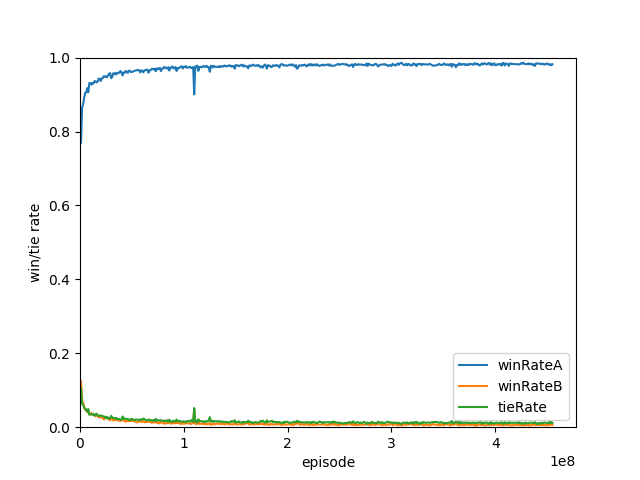 1.0
0.8
0.6
0.4
0.2
0.0
win/tie rate
winRateA
winRateB
tieRate
0 1 2 3 4
1e8
episode